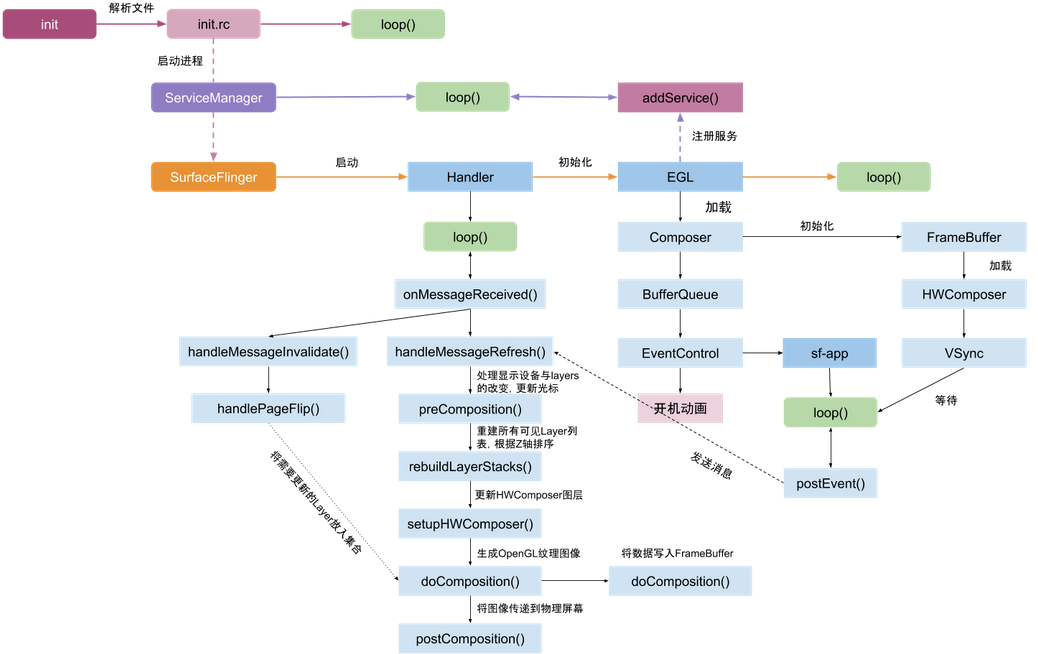 解析文件
init
init.rc
loop()
启动进程
ServiceManager
loop()
addService()
注册服务
SurfaceFlinger
启动
Handler
初始化
EGL
loop()
加载
loop()
Composer
初始化
FrameBuffer
加载
onMessageReceived()
BufferQueue
HWComposer
handleMessageInvalidate()
handleMessageRefresh()
EventControl
sf-app
VSync
处理显示设备与layers
的改变，更新光标
handlePageFlip()
preComposition()
开机动画
loop()
等待
重建所有可见Layer列
表，根据Z轴排序
rebuildLayerStacks()
发送消息
postEvent()
将需要更新的Layer放入集合
更新HWComposer图层
setupHWComposer()
生成OpenGL纹理图像
将数据写入FrameBuffer
doComposition()
doComposition()
将图像传递到物理屏幕
postComposition()